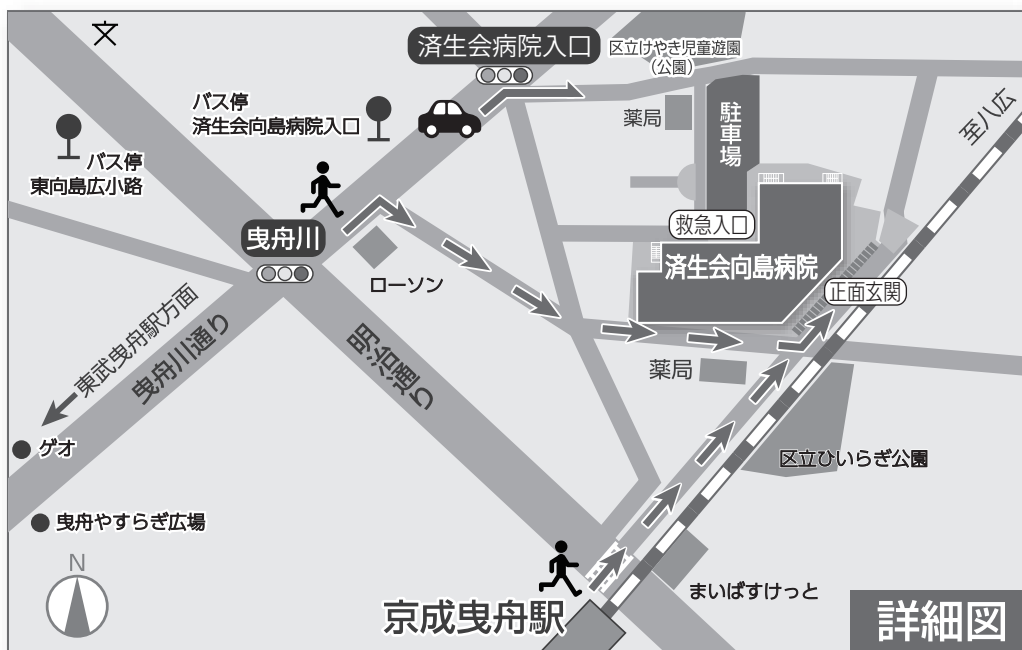 済生会病院入口
区立けやき児童遊園
（公園）
バス停
済生会向島病院入口
薬局
駐車場
至八広
バス停
東向島広小路
救急入口
曳舟川
済生会向島病院
ローソン
正面玄関
東武曳舟駅方面
曳舟川通り
明治通り
薬局
ゲオ
区立ひいらぎ公園
曳舟やすらぎ広場
N
まいばすけっと
京成曳舟駅
詳細図